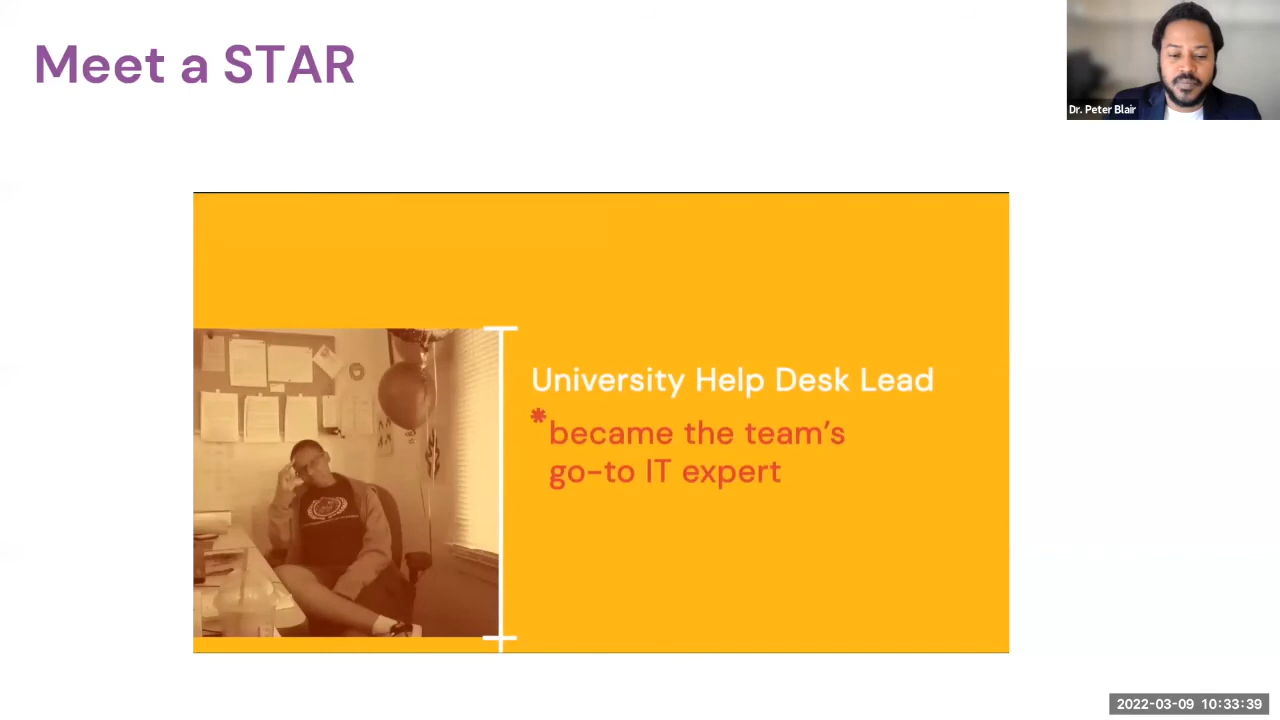 Meet a STAR
Dr. Peter Blair
University Help Desk Lead
*became the team's
go-to IT expert
2022-03-09 10:33:39